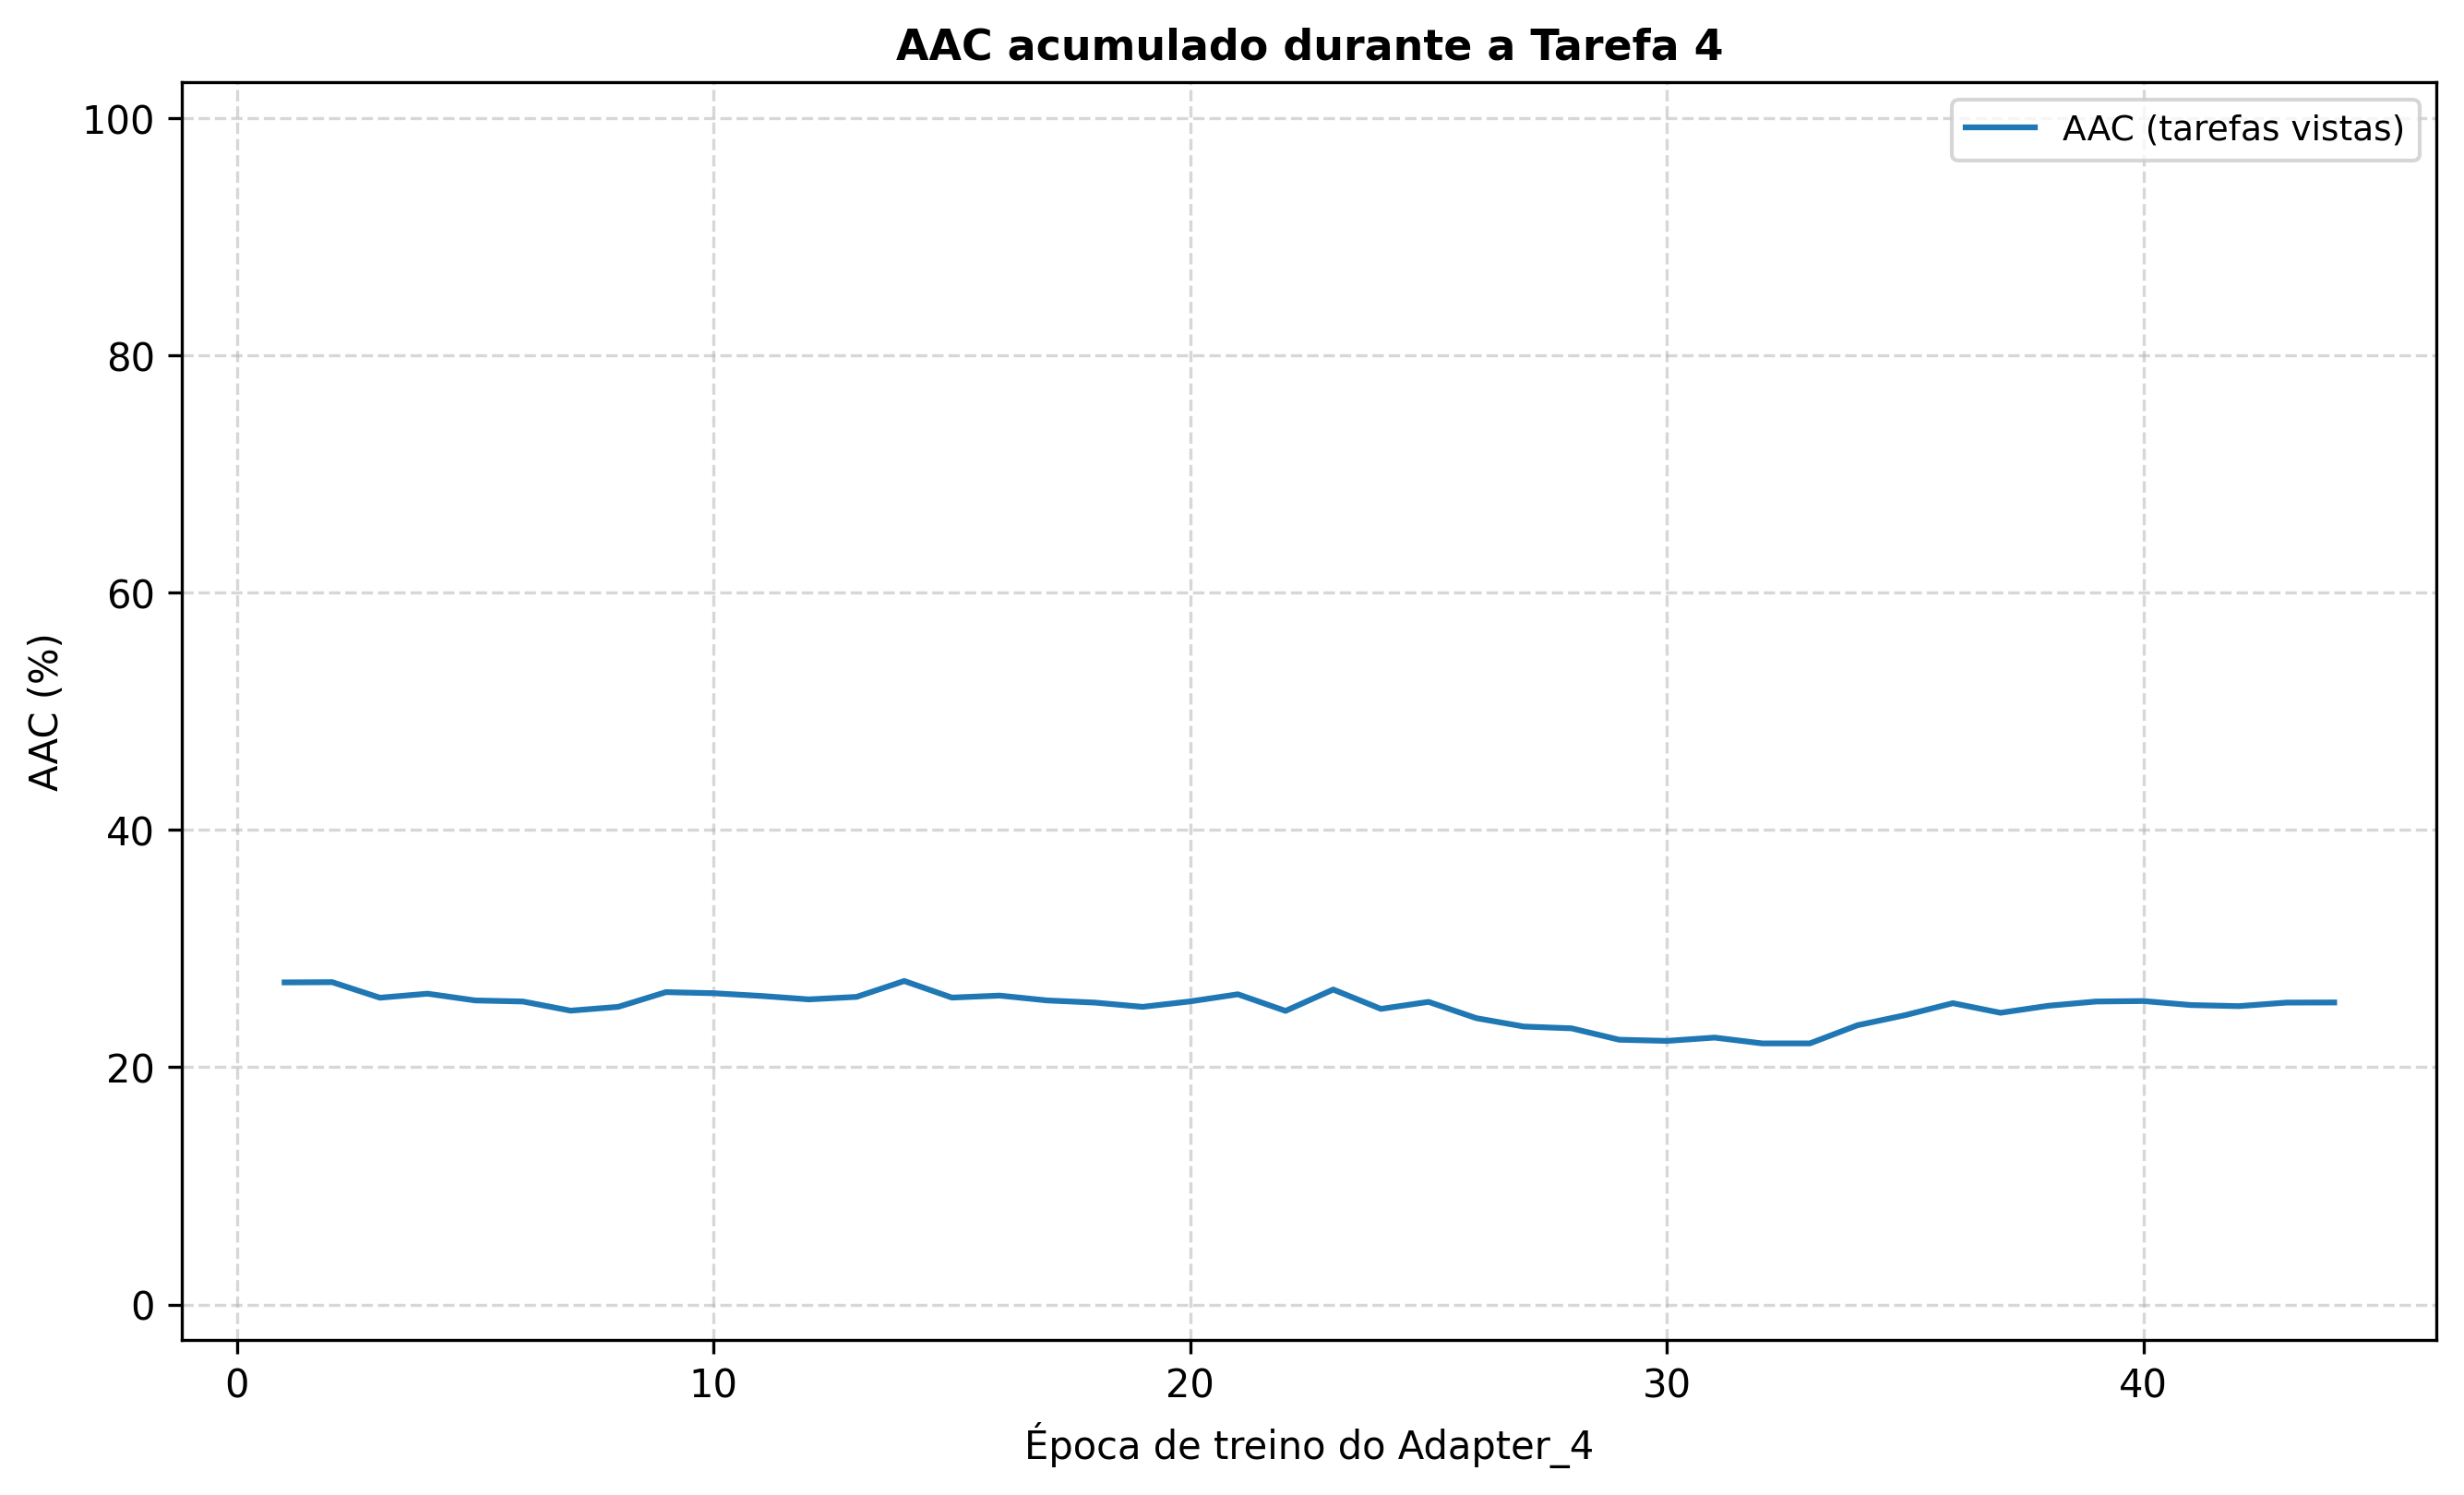 AAC acumulado durante a Tarefa 4
AAC (tarefas vistas)
AAC (%)
100
80
60
40
20
0
0 10 20 30 40
Época de treino do Adapter_4